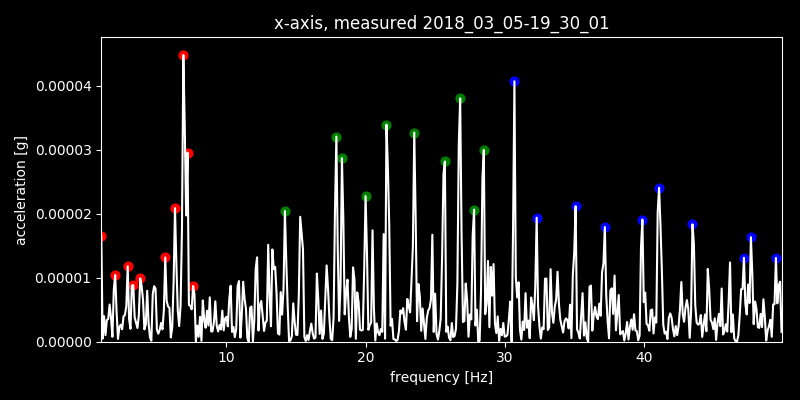 x-axis, measured 2018_03_05-19_30_01
acceleration [g]
0.00004
0.00003
0.00002
0.00001
0.00000
10 20 30 40
frequency [Hz]